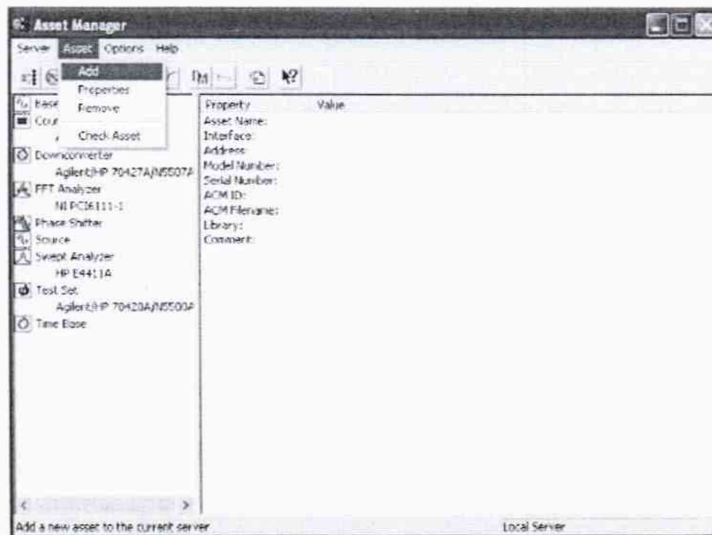 Asset Manager
Server Asset Options Help
Add
Properties
Remove
Check Asset
Base
Cour
Downconverter
Agilent/HP 70427A/N5507A
FFT Analyzer
NI PCI6111-1
Phase Shifter
Source
Swept Analyzer
HP E4411A
Test Set
Agilent/HP 70420A/N5500A
Time Base
Property Value
Asset Name:
Interface:
Address:
Model Number:
Serial Number:
ACM ID:
ACM Filename:
Library:
Comment:
Add a new asset to the current server
Local Server